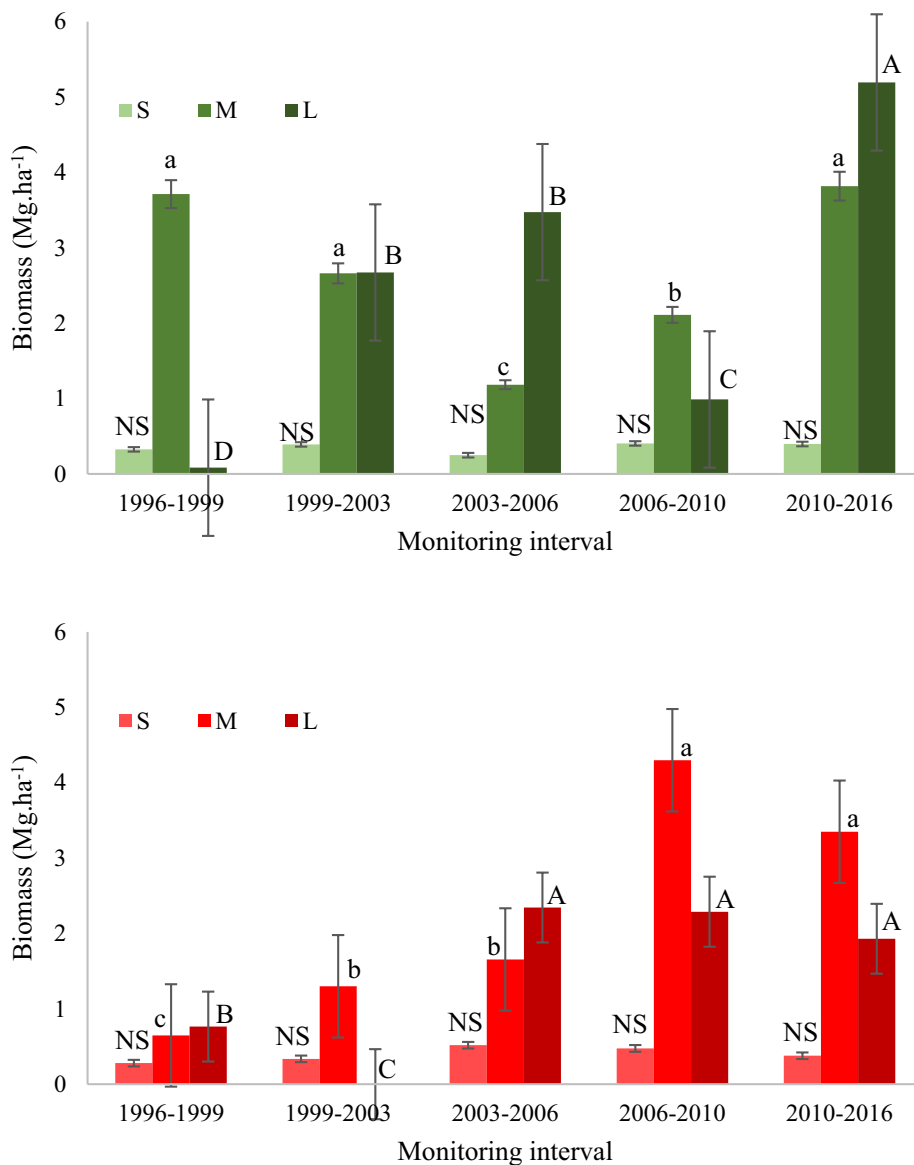 6
5
4
3
2
1
0
Biomass (Mg.ha⁻¹)
S M L
NS a D
NS a B
NS c B
NS b C
NS a A
1996-1999 1999-2003 2003-2006 2006-2010 2010-2016
Monitoring interval
6
5
4
3
2
1
0
Biomass (Mg.ha⁻¹)
S M L
NS c B
NS b C
NS b A
NS a A
NS a A
1996-1999 1999-2003 2003-2006 2006-2010 2010-2016
Monitoring interval